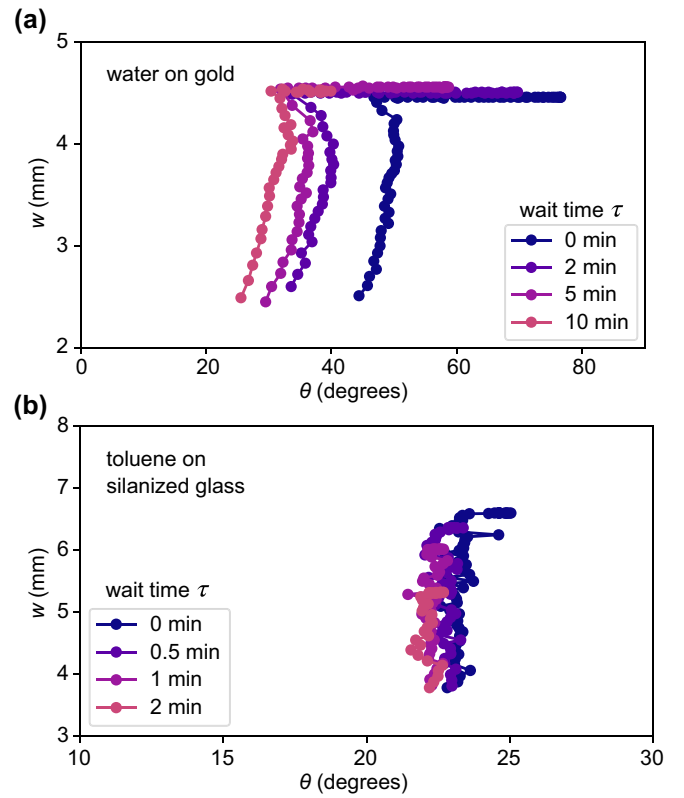 (a)
5
4
3
2
w (mm)
water on gold
wait time τ
0 min
2 min
5 min
10 min
0
20
40
60
80
θ (degrees)
(b)
8
7
6
5
4
3
w (mm)
toluene on
silanized glass
wait time τ
0 min
0.5 min
1 min
2 min
10
15
20
25
30
θ (degrees)